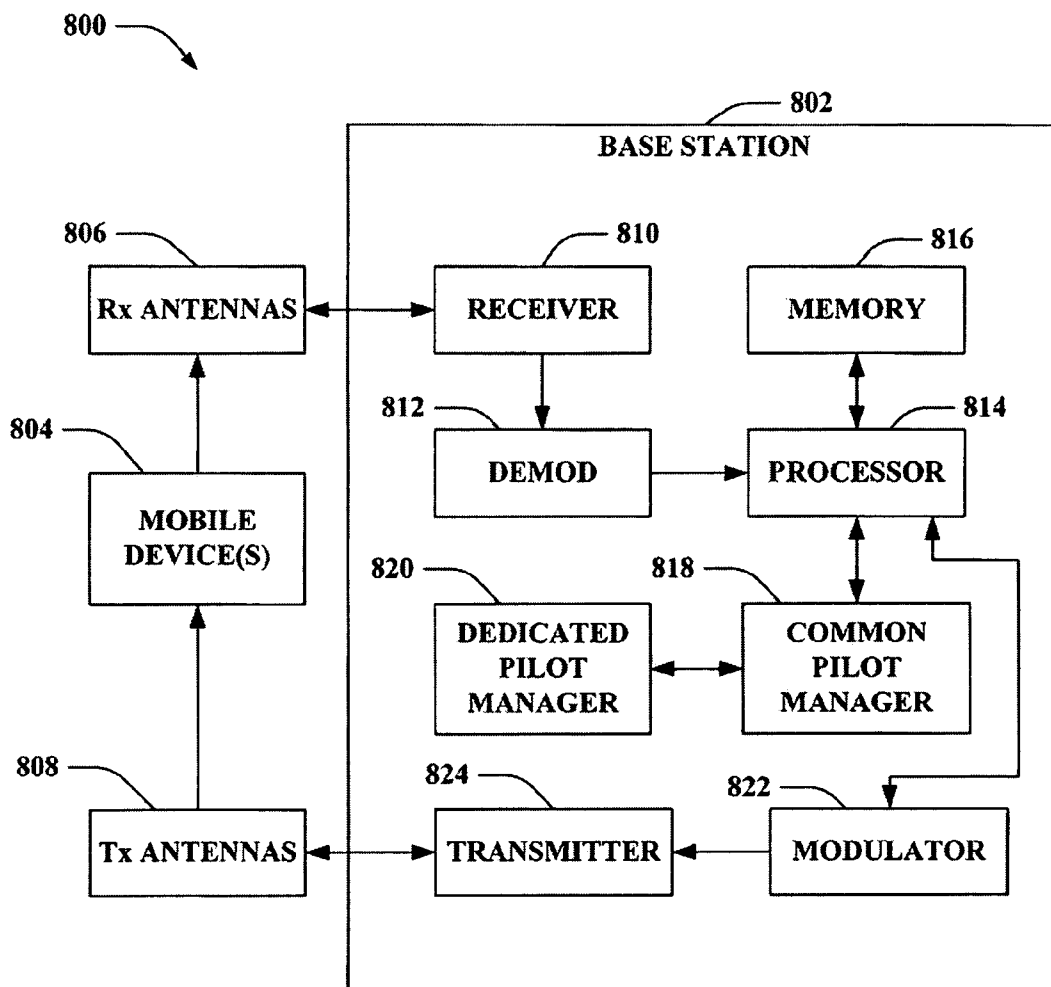 800
802
BASE STATION
806
810
816
Rx ANTENNAS
RECEIVER
MEMORY
804
812
814
MOBILE
DEVICE(S)
DEMOD
PROCESSOR
820
818
DEDICATED
PILOT
MANAGER
COMMON
PILOT
MANAGER
808
824
822
Tx ANTENNAS
TRANSMITTER
MODULATOR